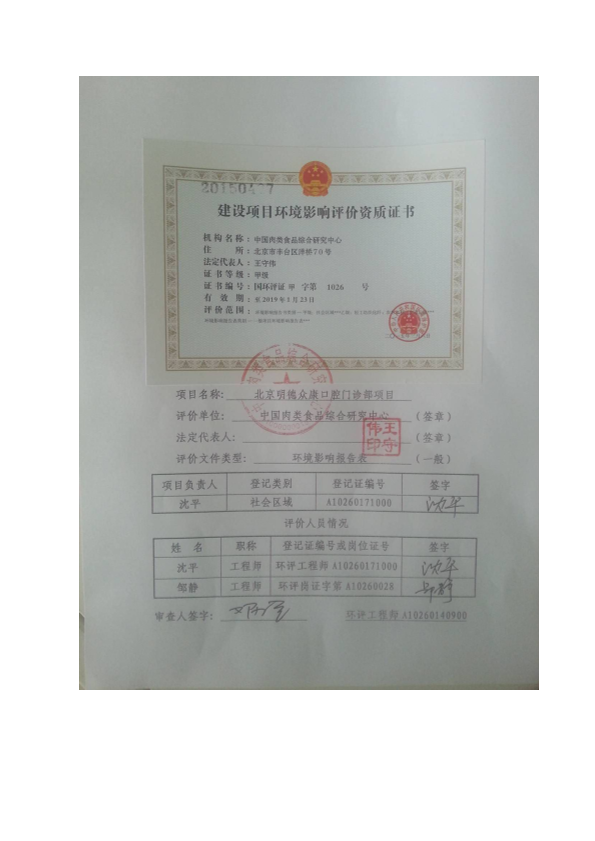 建设项目环境影响评价资质证书
机构名称：中国肉类食品综合研究中心
住所：北京市丰台区洋桥70号
法定代表人：王守伟
证书等级：甲级
证书编号：国环评证 甲 字第 1026 号
有效期：至2019年1月23日
评价范围：
项目名称： 北京明德众康口腔门诊部项目
评价单位： 中国肉类食品综合研究中心 （签章）
法定代表人： （签章）
王守伟印
评价文件类型： 环境影响报告表 （一般）
项目负责人 登记类别 登记证编号 签字
沈平 社会区域 A10260171000 沈平
评价人员情况
姓名 职称 登记证编号或岗位证号 签字
沈平 工程师 环评工程师 A10260171000 沈平
邹静 工程师 环评岗证字第 A10260028 邹静
审查人签字： 环评工程师 A10260140900